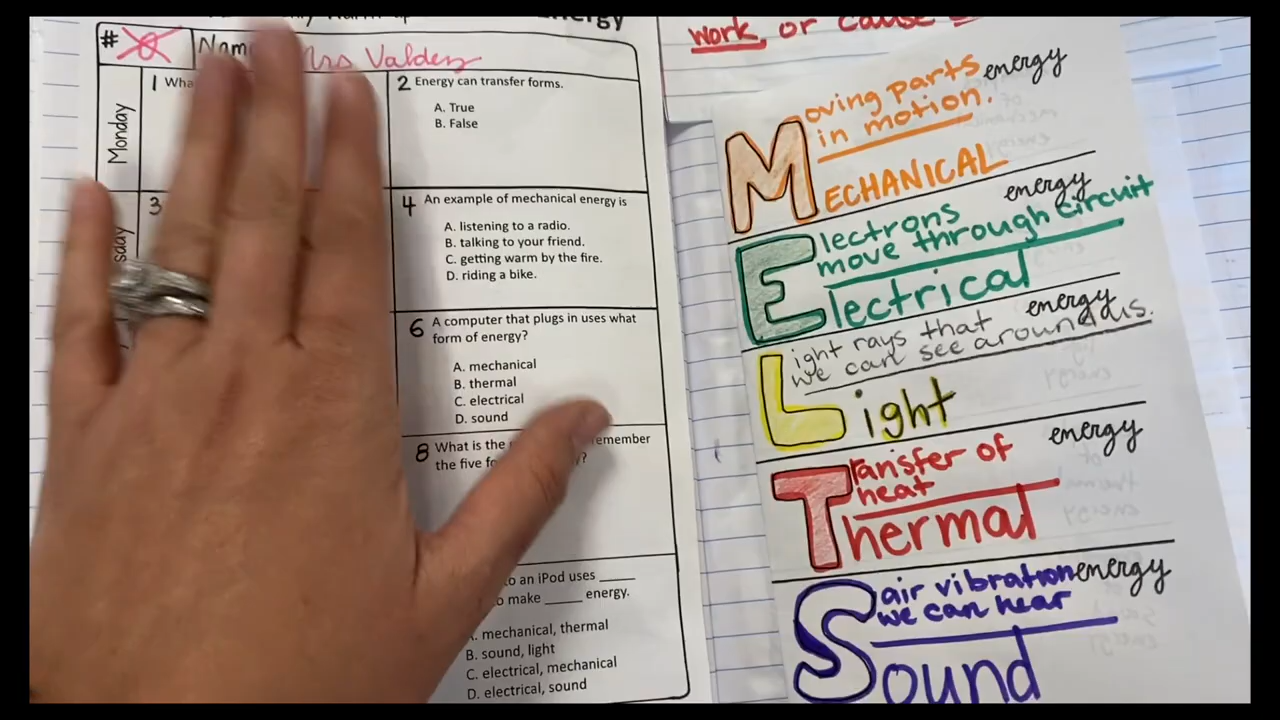 work, or cause
# Name Mrs Valdez
Monday
1 Wha
2 Energy can transfer forms.
A. True
B. False
3
4 An example of mechanical energy is
A. listening to a radio.
B. talking to your friend.
C. getting warm by the fire.
D. riding a bike.
6 A computer that plugs in uses what
form of energy?
A. mechanical
B. thermal
C. electrical
D. sound
8 What is the
remember
the five
?
to an iPod uses _____
to make _____ energy.
A. mechanical, thermal
B. sound, light
C. electrical, mechanical
D. electrical, sound
Moving parts energy
in motion.
MECHANICAL
energy
Electrons
move through circuit
Electrical
energy
Light rays that
we can see around us.
Light
energy
Transfer of
heat
Thermal
air vibration energy
we can hear
Sound